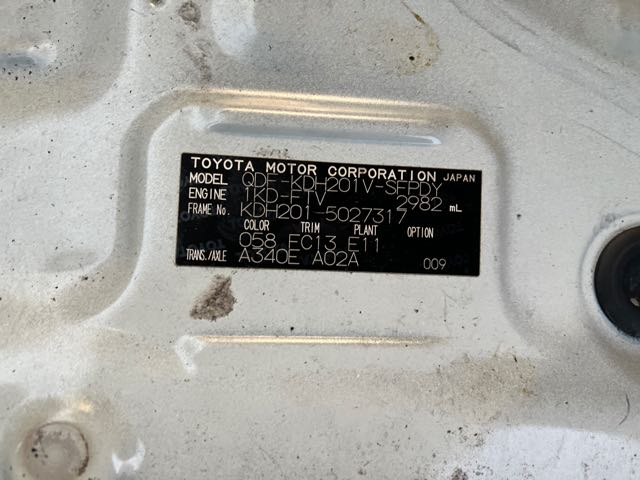 TOYOTA MOTOR CORPORATION JAPAN
MODEL QDF-KDH201V-SFPDY
ENGINE 1KD-FTV 2982 mL
FRAME No. KDH201-5027317
COLOR TRIM PLANT OPTION
058 FC13 E11
TRANS./AXLE A340E A02A 009